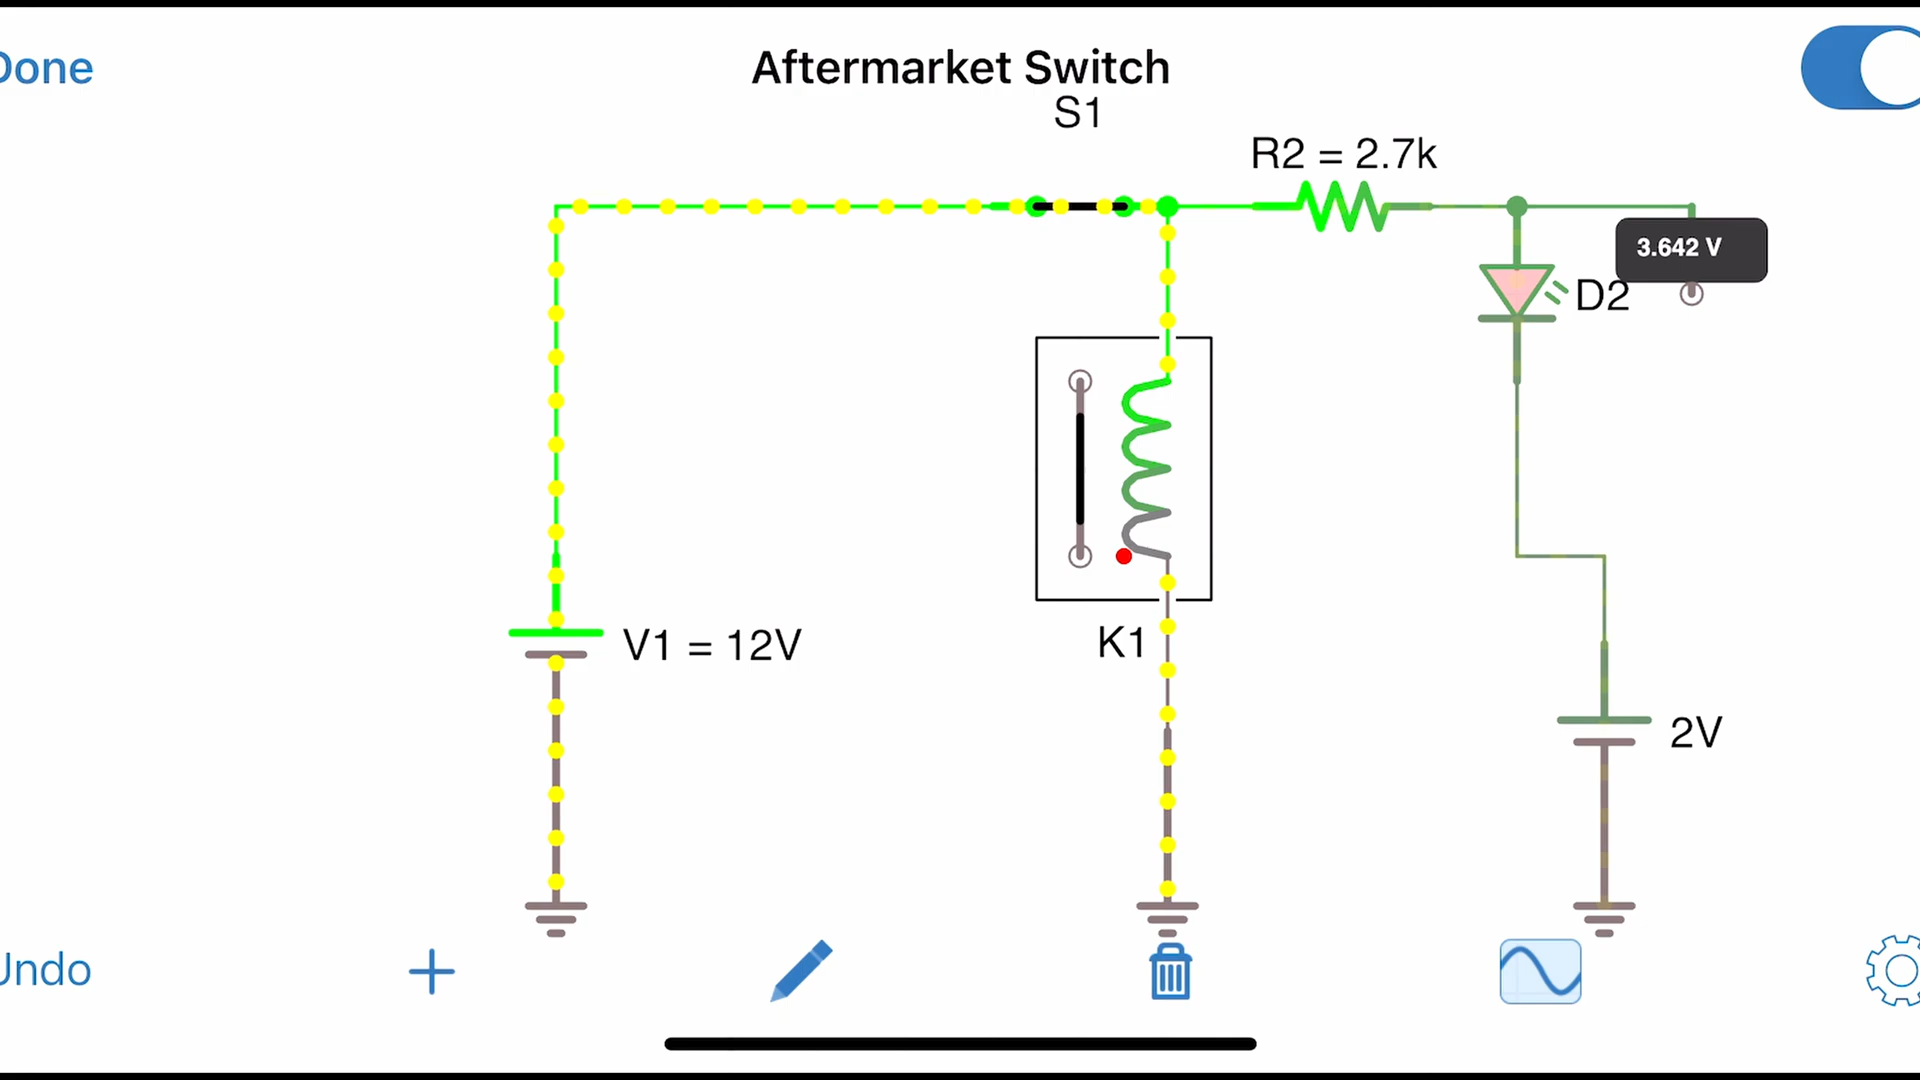 Done
Aftermarket Switch
S1
R2 = 2.7k
3.642 V
D2
V1 = 12V
K1
2V
Undo